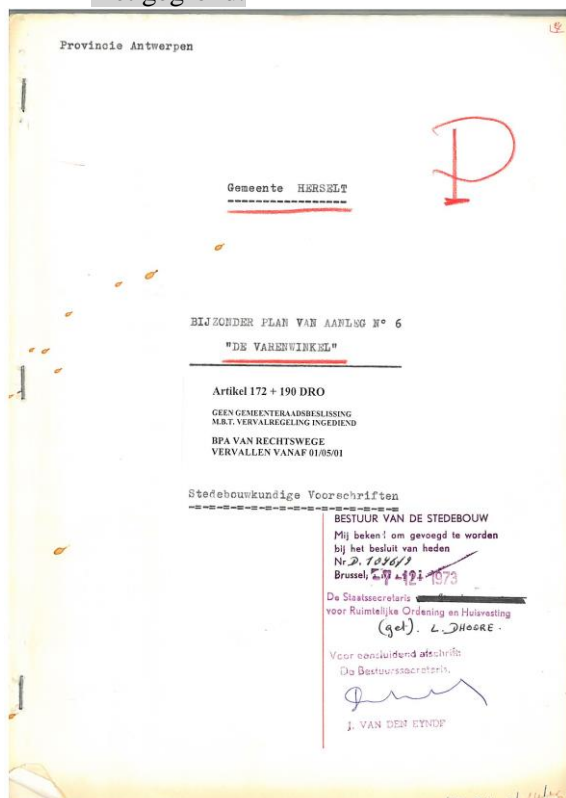 Provincie Antwerpen
P
Gemeente HERSELT
BIJZONDER PLAN VAN AANLEG N° 6
"DE VARENWINKEL"
Artikel 172 + 190 DRO
GEEN GEMEENTERAADSBESLISSING
M.B.T. VERVALREGELING INGEDIEND
BPA VAN RECHTSWEGE
VERVALLEN VANAF 01/05/01
Stedebouwkundige Voorschriften
BESTUUR VAN DE STEDEBOUW
Mij bekend om gevoegd te worden
bij het besluit van heden
Nr
Brussel, -7-12-1973
De Staatssecretaris
voor Ruimtelijke Ordening en Huisvesting
(get). L. DHOORE.
Voor eensluidend afschrift
De Bestuurssecretaris,
J. VAN DEN EYNDE